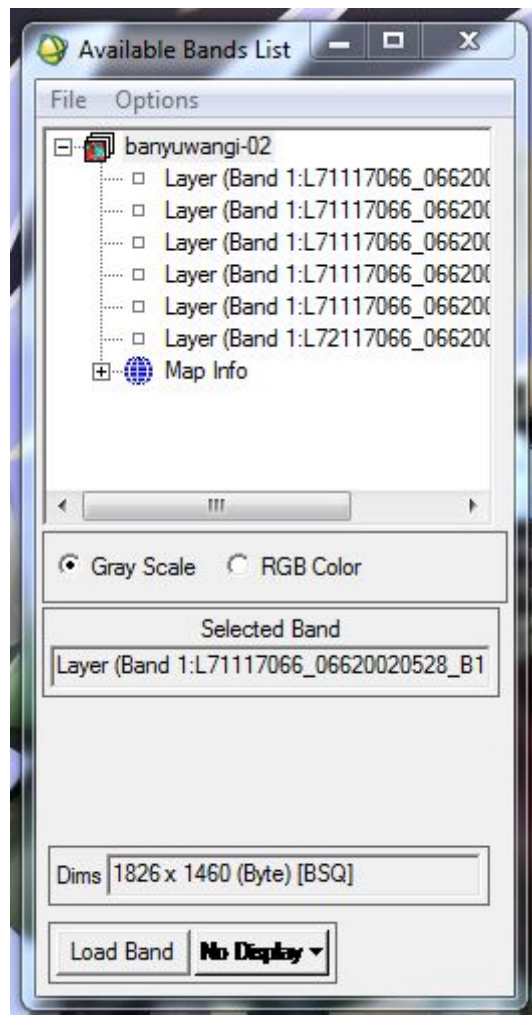 Available Bands List
File Options
banyuwangi-02
Layer (Band 1:L71117066_066200
Layer (Band 1:L71117066_066200
Layer (Band 1:L71117066_066200
Layer (Band 1:L71117066_066200
Layer (Band 1:L71117066_066200
Layer (Band 1:L72117066_066200
Map Info
Gray Scale RGB Color
Selected Band
Layer (Band 1:L71117066_06620020528_B1
Dims 1826 x 1460 (Byte) [BSQ]
Load Band No Display